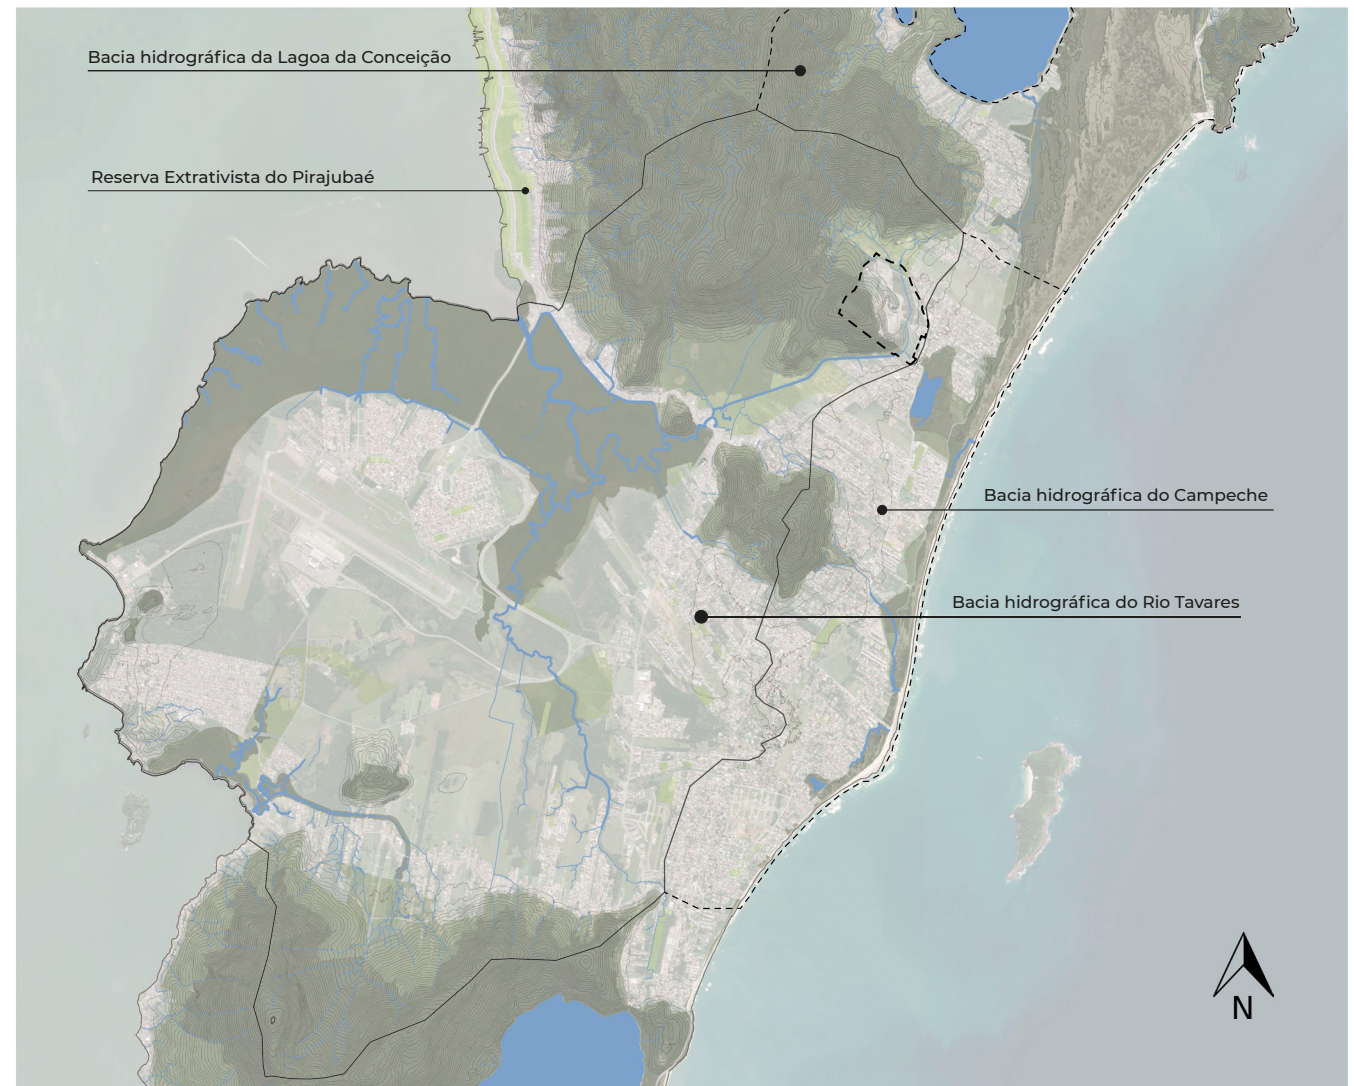 Bacia hidrográfica da Lagoa da Conceição
Reserva Extrativista do Pirajubaé
Bacia hidrográfica do Campeche
Bacia hidrográfica do Rio Tavares
N